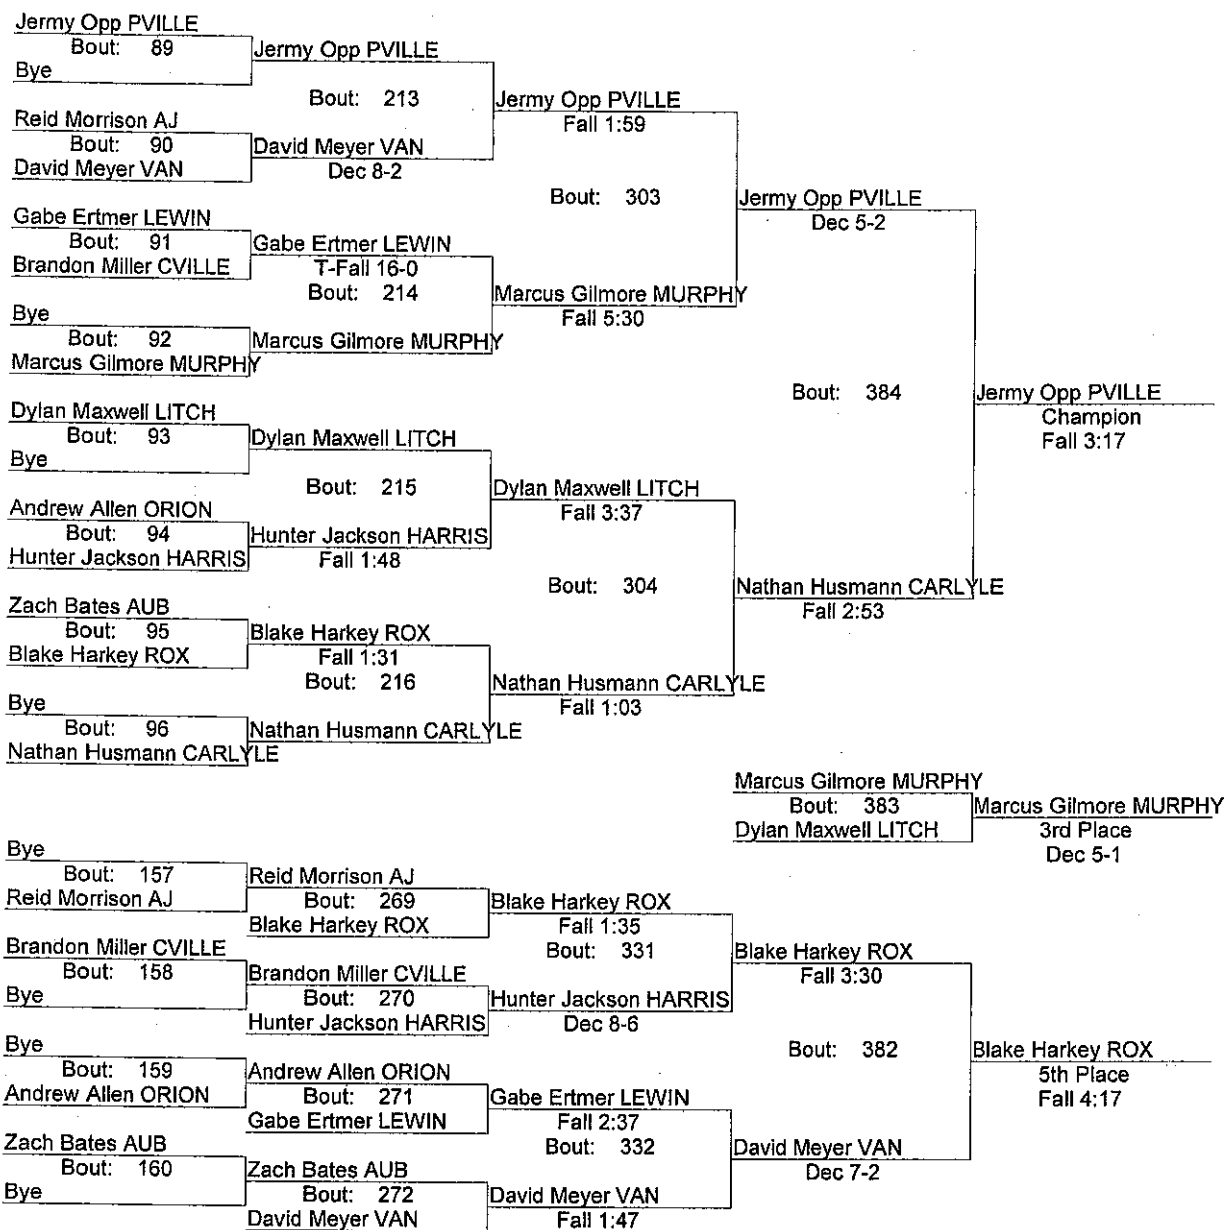 Jermy Opp PVILLE
Bout: 89
Bye
Jermy Opp PVILLE
Bout: 213
Reid Morrison AJ
Bout: 90
David Meyer VAN
David Meyer VAN
Dec 8-2
Jermy Opp PVILLE
Fall 1:59
Bout: 303
Gabe Ertmer LEWIN
Bout: 91
Brandon Miller CVILLE
Gabe Ertmer LEWIN
T-Fall 16-0
Bout: 214
Bye
Bout: 92
Marcus Gilmore MURPHY
Marcus Gilmore MURPHY
Marcus Gilmore MURPHY
Fall 5:30
Jermy Opp PVILLE
Dec 5-2
Bout: 384
Jermy Opp PVILLE
Champion
Fall 3:17
Dylan Maxwell LITCH
Bout: 93
Bye
Dylan Maxwell LITCH
Bout: 215
Andrew Allen ORION
Bout: 94
Hunter Jackson HARRIS
Hunter Jackson HARRIS
Fall 1:48
Dylan Maxwell LITCH
Fall 3:37
Bout: 304
Zach Bates AUB
Bout: 95
Blake Harkey ROX
Blake Harkey ROX
Fall 1:31
Bout: 216
Bye
Bout: 96
Nathan Husmann CARLYLE
Nathan Husmann CARLYLE
Nathan Husmann CARLYLE
Fall 1:03
Nathan Husmann CARLYLE
Fall 2:53
Marcus Gilmore MURPHY
Bout: 383
Dylan Maxwell LITCH
Marcus Gilmore MURPHY
3rd Place
Dec 5-1
Bye
Bout: 157
Reid Morrison AJ
Reid Morrison AJ
Bout: 269
Blake Harkey ROX
Blake Harkey ROX
Fall 1:35
Bout: 331
Brandon Miller CVILLE
Bout: 158
Bye
Brandon Miller CVILLE
Bout: 270
Hunter Jackson HARRIS
Hunter Jackson HARRIS
Dec 8-6
Blake Harkey ROX
Fall 3:30
Bout: 382
Blake Harkey ROX
5th Place
Fall 4:17
Bye
Bout: 159
Andrew Allen ORION
Andrew Allen ORION
Bout: 271
Gabe Ertmer LEWIN
Gabe Ertmer LEWIN
Fall 2:37
Bout: 332
Zach Bates AUB
Bout: 160
Bye
Zach Bates AUB
Bout: 272
David Meyer VAN
David Meyer VAN
Fall 1:47
David Meyer VAN
Dec 7-2